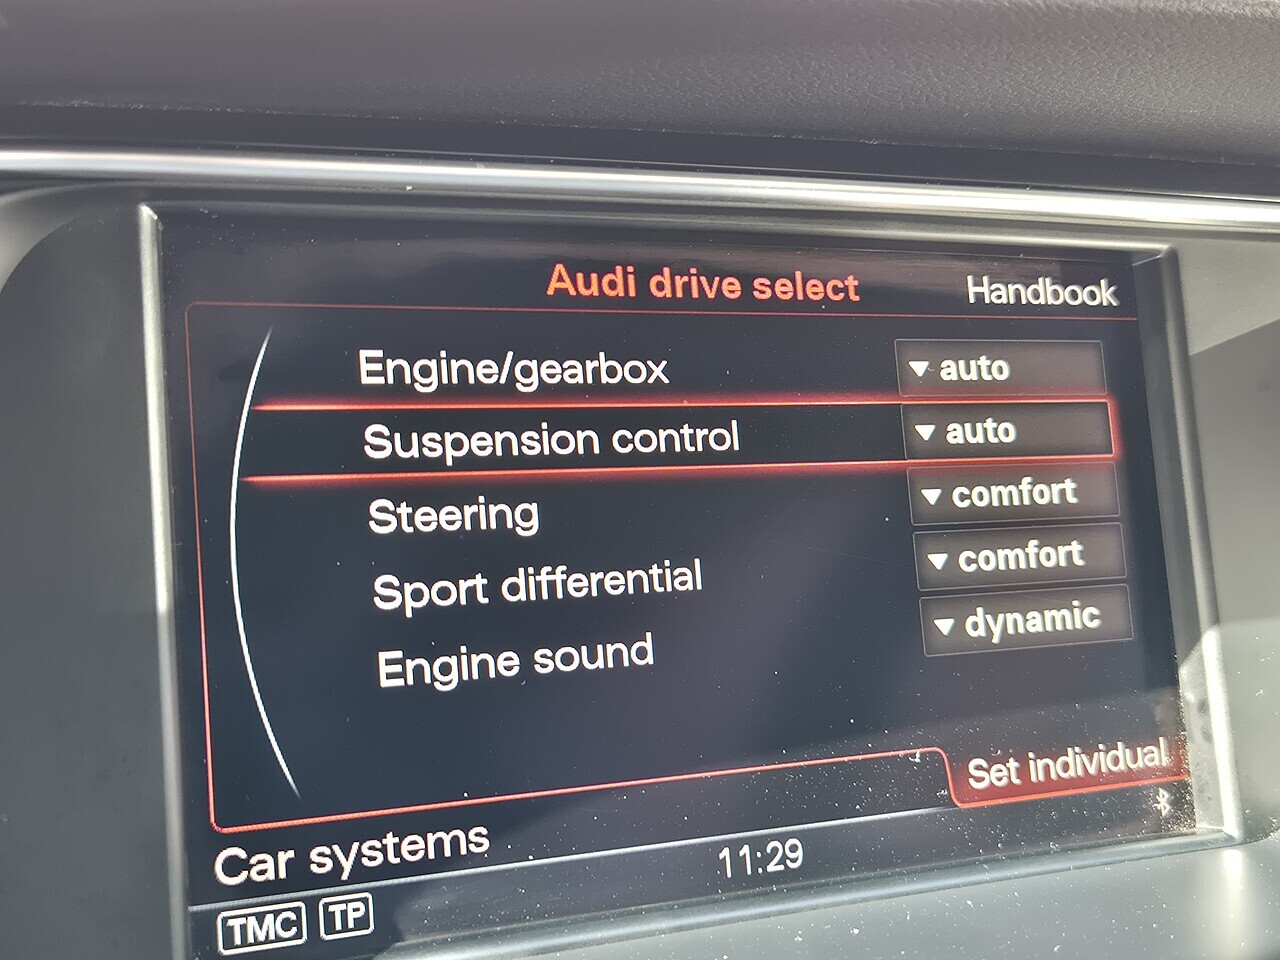 Audi drive select
Handbook
Engine/gearbox
auto
Suspension control
auto
Steering
comfort
Sport differential
comfort
Engine sound
dynamic
Set individual
Car systems
11:29
TMC
TP